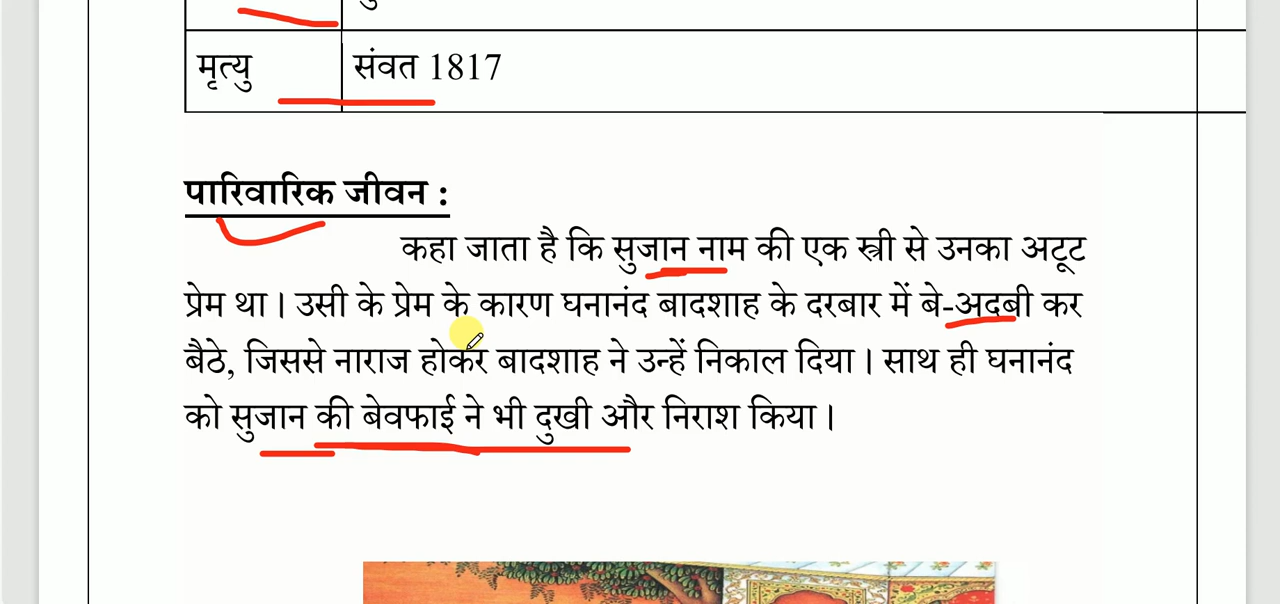 मृत्यु संवत 1817
पारिवारिक जीवन :
कहा जाता है कि सुजान नाम की एक स्त्री से उनका अटूट
प्रेम था। उसी के प्रेम के कारण घनानंद बादशाह के दरबार में बे-अदबी कर
बैठे, जिससे नाराज होकर बादशाह ने उन्हें निकाल दिया। साथ ही घनानंद
को सुजान की बेवफाई ने भी दुखी और निराश किया।